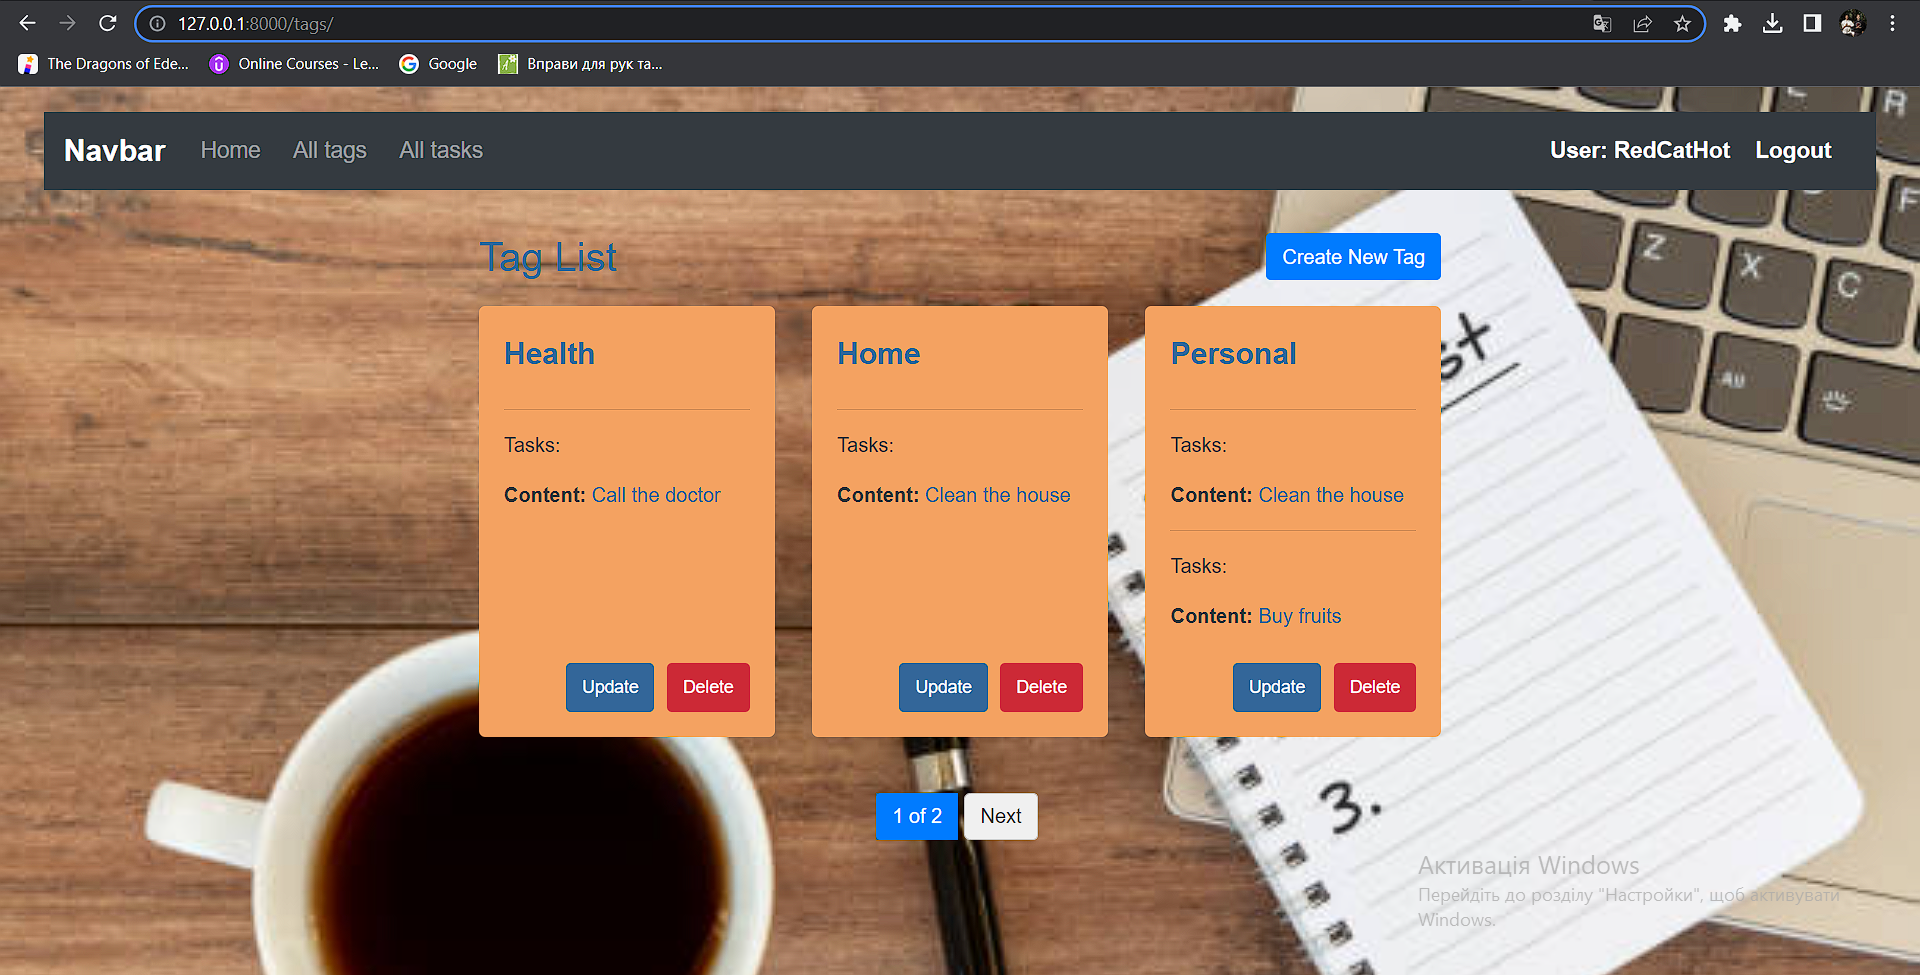 127.0.0.1:8000/tags/
The Dragons of Ede... Online Courses - Le... Google Вправи для рук та...
Navbar Home All tags All tasks User: RedCatHot Logout
Tag List Create New Tag
Health
Tasks:
Content: Call the doctor
Update Delete
Home
Tasks:
Content: Clean the house
Update Delete
Personal
Tasks:
Content: Clean the house
Tasks:
Content: Buy fruits
Update Delete
1 of 2 Next
R
F
Z X C
Alt
st
3.
Активація Windows
Перейдіть до розділу "Настройки", щоб активувати
Windows.